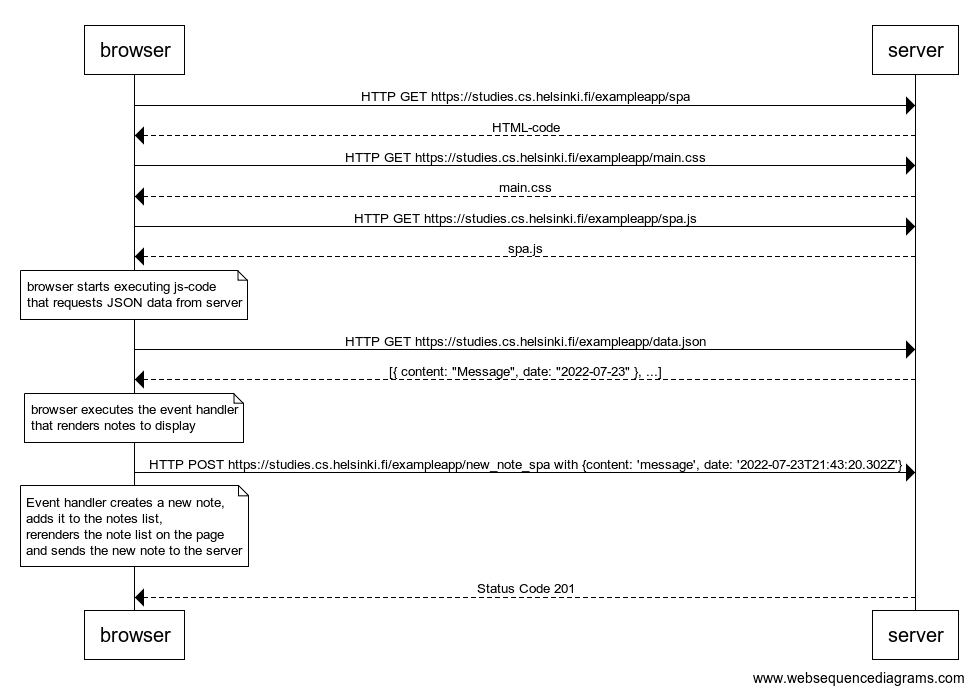 browser
server
HTTP GET https://studies.cs.helsinki.fi/exampleapp/spa
HTML-code
HTTP GET https://studies.cs.helsinki.fi/exampleapp/main.css
main.css
HTTP GET https://studies.cs.helsinki.fi/exampleapp/spa.js
spa.js
browser starts executing js-code
that requests JSON data from server
HTTP GET https://studies.cs.helsinki.fi/exampleapp/data.json
[{ content: "Message", date: "2022-07-23" }, ...]
browser executes the event handler
that renders notes to display
HTTP POST https://studies.cs.helsinki.fi/exampleapp/new_note_spa with {content: 'message', date: '2022-07-23T21:43:20.302Z'}
Event handler creates a new note,
adds it to the notes list,
rerenders the note list on the page
and sends the new note to the server
Status Code 201
browser
server
www.websequencediagrams.com